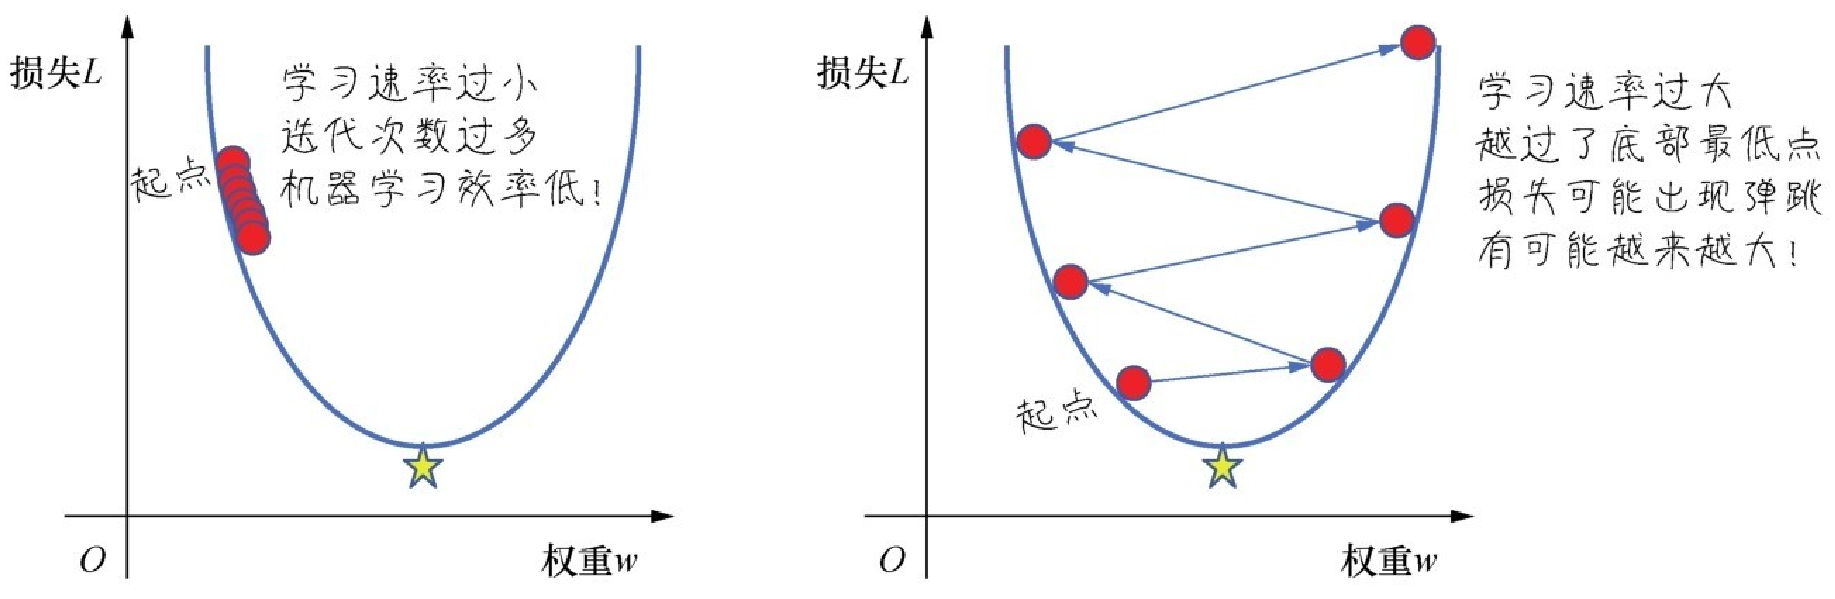 损失L
学习速率过小
迭代次数过多
机器学习效率低!
起点
O
权重w
损失L
学习速率过大
越过了底部最低点
损失可能出现弹跳
有可能越来越大!
起点
O
权重w